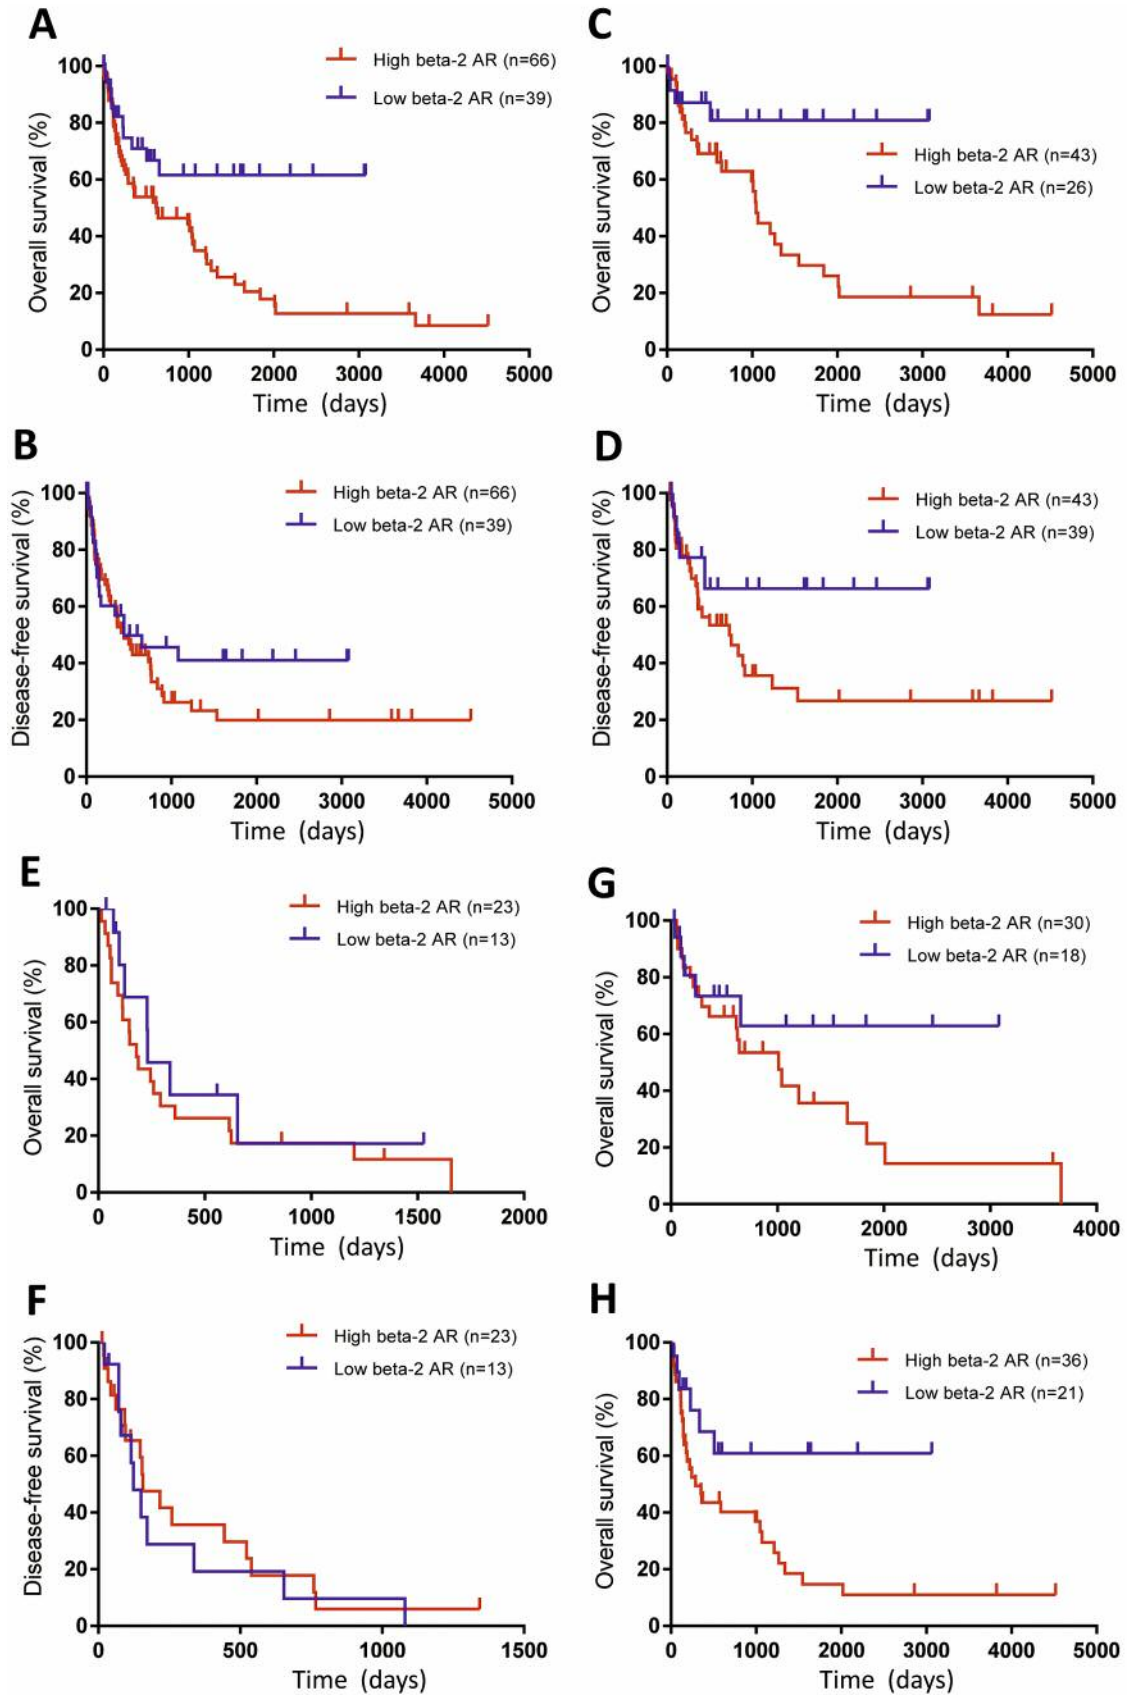 A
High beta-2 AR (n=66)
Low beta-2 AR (n=39)
Overall survival (%)
100
80
60
40
20
0
0 1000 2000 3000 4000 5000
Time (days)
C
High beta-2 AR (n=43)
Low beta-2 AR (n=26)
Overall survival (%)
100
80
60
40
20
0
0 1000 2000 3000 4000 5000
Time (days)
B
High beta-2 AR (n=66)
Low beta-2 AR (n=39)
Disease-free survival (%)
100
80
60
40
20
0
0 1000 2000 3000 4000 5000
Time (days)
D
High beta-2 AR (n=43)
Low beta-2 AR (n=39)
Disease-free survival (%)
100
80
60
40
20
0
0 1000 2000 3000 4000 5000
Time (days)
E
High beta-2 AR (n=23)
Low beta-2 AR (n=13)
Overall survival (%)
100
80
60
40
20
0
0 500 1000 1500 2000
Time (days)
G
High beta-2 AR (n=30)
Low beta-2 AR (n=18)
Overall survival (%)
100
80
60
40
20
0
0 1000 2000 3000 4000
Time (days)
F
High beta-2 AR (n=23)
Low beta-2 AR (n=13)
Disease-free survival (%)
100
80
60
40
20
0
0 500 1000 1500
Time (days)
H
High beta-2 AR (n=36)
Low beta-2 AR (n=21)
Overall survival (%)
100
80
60
40
20
0
0 1000 2000 3000 4000 5000
Time (days)